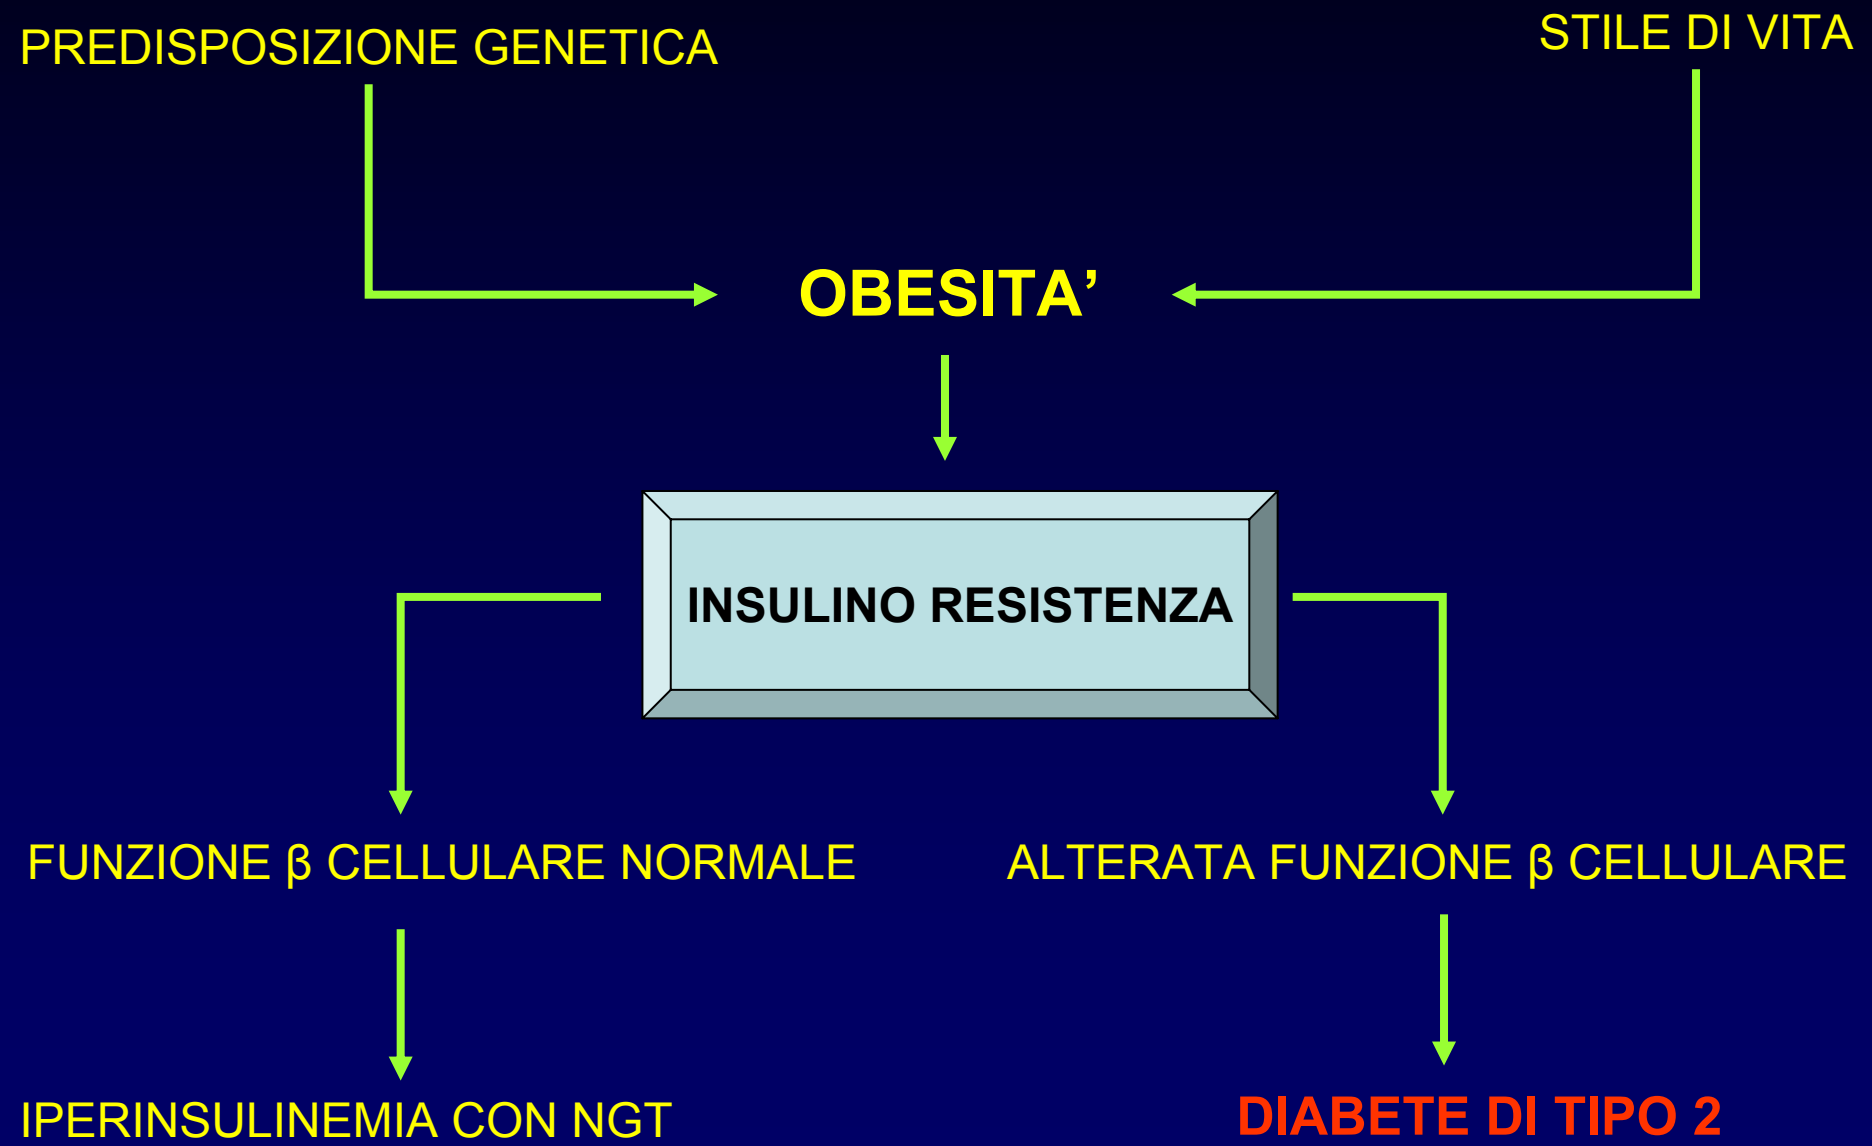 PREDISPOSIZIONE GENETICA
STILE DI VITA
OBESITA’
INSULINO RESISTENZA
FUNZIONE β CELLULARE NORMALE
ALTERATA FUNZIONE β CELLULARE
IPERINSULINEMIA CON NGT
DIABETE DI TIPO 2